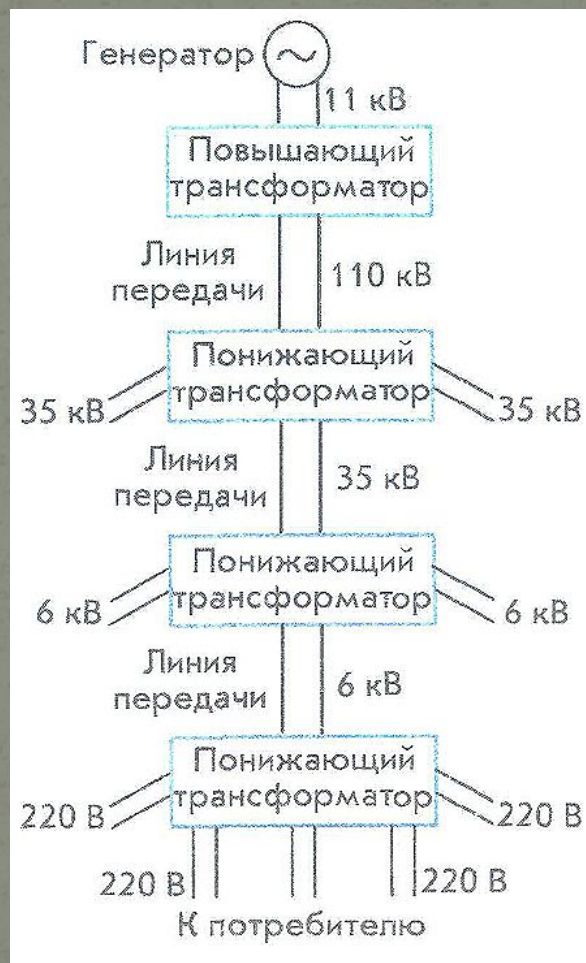 Генератор
11 кВ
Повышающий
трансформатор
Линия
передачи
110 кВ
Понижающий
трансформатор
35 кВ
35 кВ
Линия
передачи
35 кВ
Понижающий
трансформатор
6 кВ
6 кВ
Линия
передачи
6 кВ
Понижающий
трансформатор
220 В
220 В
220 В
220 В
К потребителю